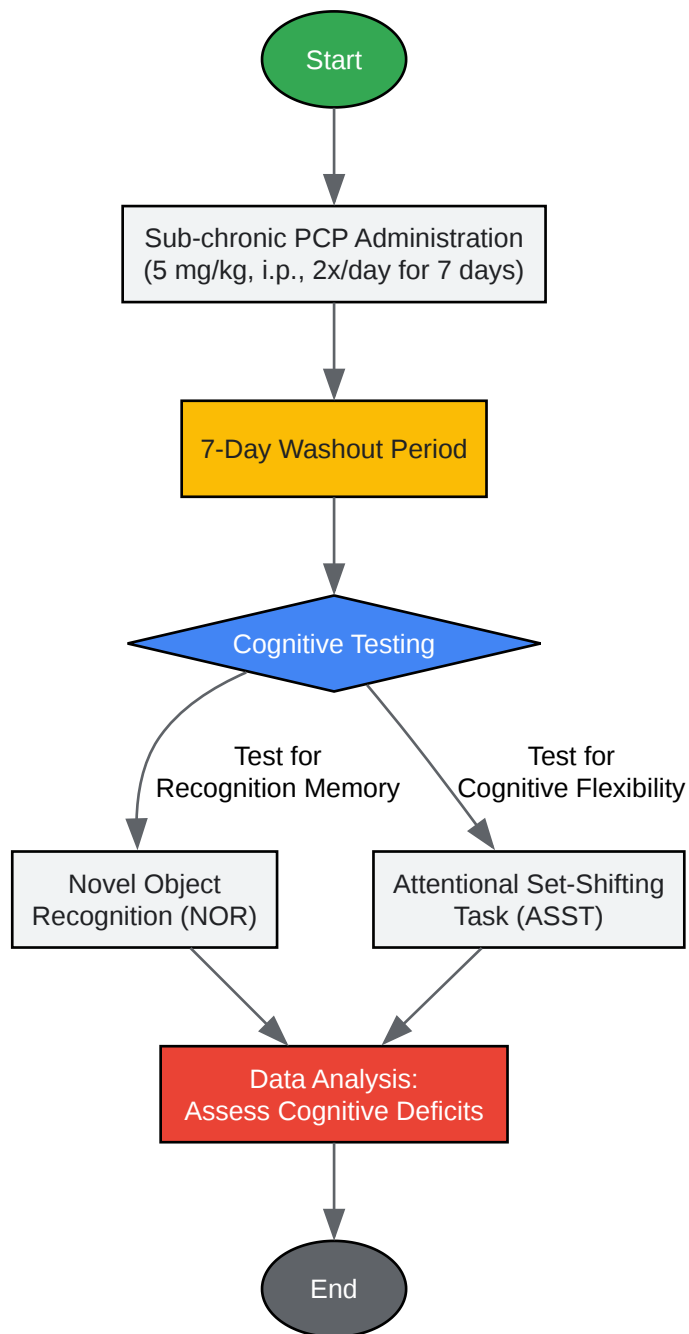 Start
Sub-chronic PCP Administration
(5 mg/kg, i.p., 2x/day for 7 days)
7-Day Washout Period
Cognitive Testing
Test for
Recognition Memory
Test for
Cognitive Flexibility
Novel Object
Recognition (NOR)
Attentional Set-Shifting
Task (ASST)
Data Analysis:
Assess Cognitive Deficits
End